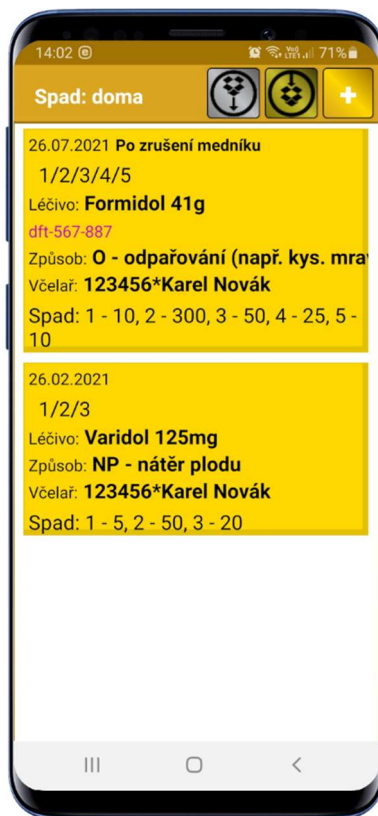 14:02 71%
Spad: doma
26.07.2021 Po zrušení medníku
1/2/3/4/5
Léčivo: Formidol 41g
dft-567-887
Způsob: O - odpařování (např. kys. mra
Včelař: 123456*Karel Novák
Spad: 1 - 10, 2 - 300, 3 - 50, 4 - 25, 5 -
10
26.02.2021
1/2/3
Léčivo: Varidol 125mg
Způsob: NP - nátěr plodu
Včelař: 123456*Karel Novák
Spad: 1 - 5, 2 - 50, 3 - 20